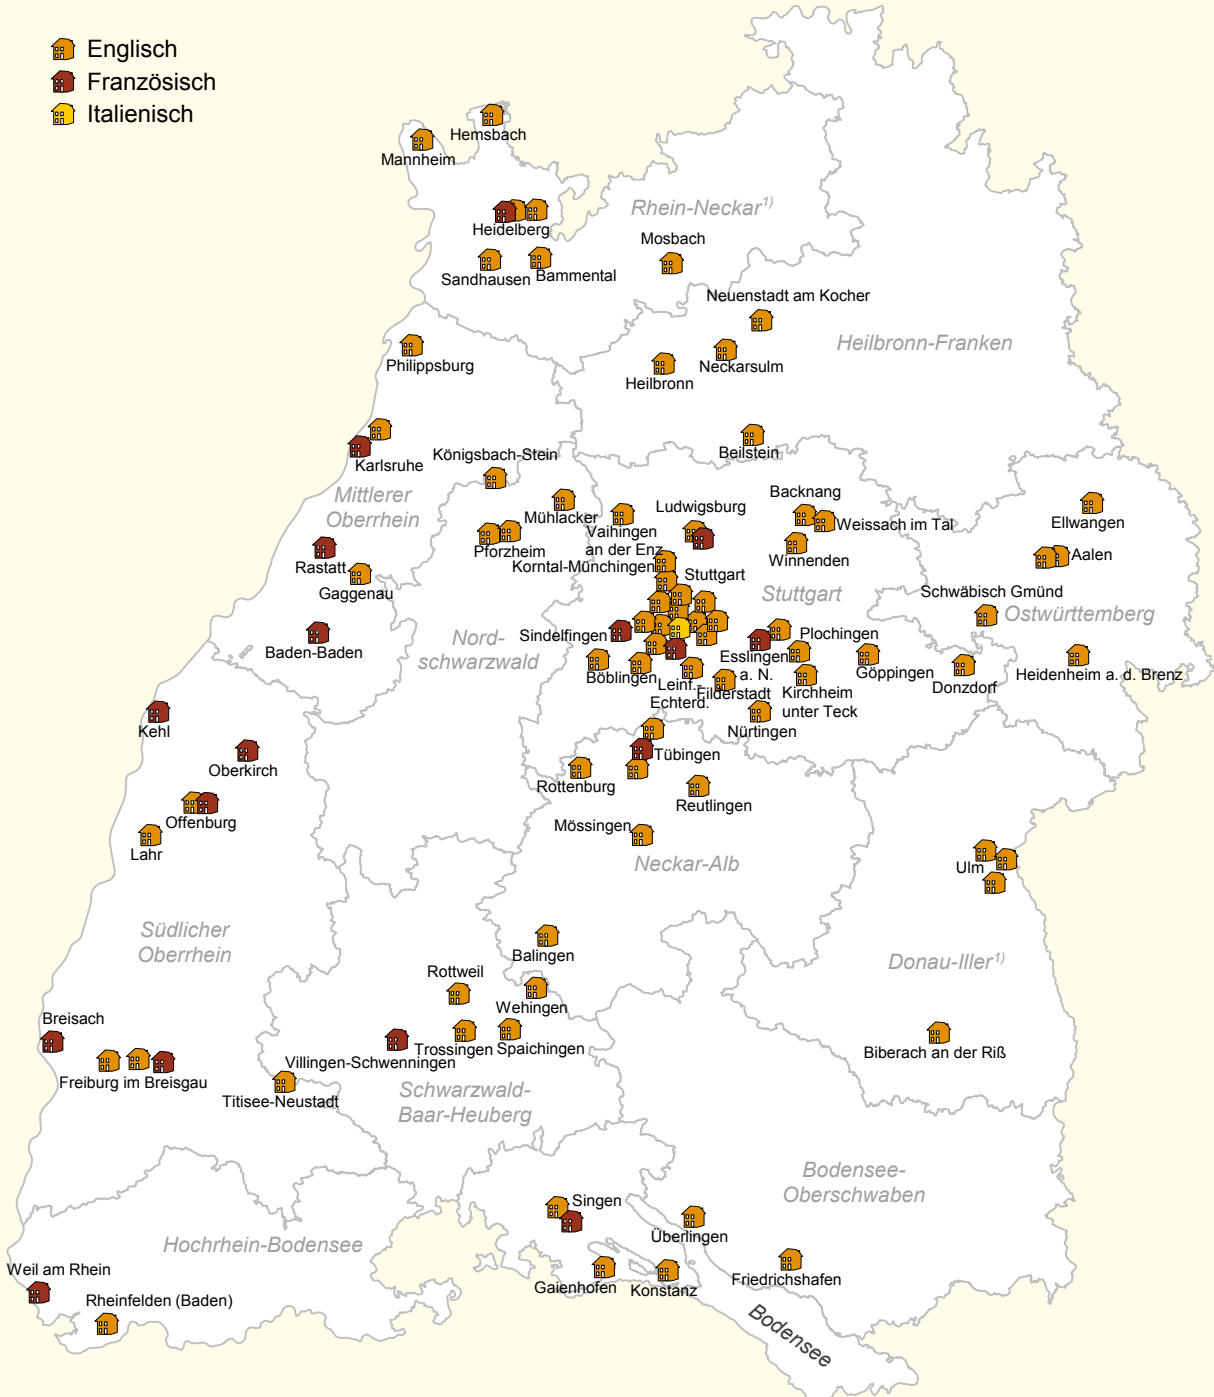 Englisch
Französisch
Italienisch
Hemsbach
Mannheim
Rhein-Neckar¹⁾
Heidelberg
Mosbach
Sandhausen
Bammental
Neuenstadt am Kocher
Heilbronn-Franken
Philippsburg
Neckarsulm
Heilbronn
Karlsruhe
Königsbach-Stein
Beilstein
Mittlerer
Oberrhein
Mühlacker
Vaihingen
an der Enz
Ludwigsburg
Backnang
Weissach im Tal
Ellwangen
Pforzheim
Korntal-Münchingen
Winnenden
Aalen
Rastatt
Gaggenau
Stuttgart
Stuttgart
Schwäbisch Gmünd
Ostwürttemberg
Baden-Baden
Nord-
schwarzwald
Sindelfingen
Plochingen
Esslingen
a. N.
Böblingen
Leinf.-
Echterd.
Filderstadt
Kirchheim
unter Teck
Göppingen
Donzdorf
Heidenheim a. d. Brenz
Kehl
Nürtingen
Oberkirch
Tübingen
Rottenburg
Reutlingen
Offenburg
Lahr
Mössingen
Neckar-Alb
Ulm
Südlicher
Oberrhein
Balingen
Donau-Iller¹⁾
Rottweil
Wehingen
Breisach
Trossingen
Spaichingen
Villingen-Schwenningen
Biberach an der Riß
Freiburg im Breisgau
Titisee-Neustadt
Schwarzwald-
Baar-Heuberg
Bodensee-
Oberschwaben
Singen
Überlingen
Hochrhein-Bodensee
Weil am Rhein
Gaienhofen
Konstanz
Friedrichshafen
Rheinfelden (Baden)
Bodensee